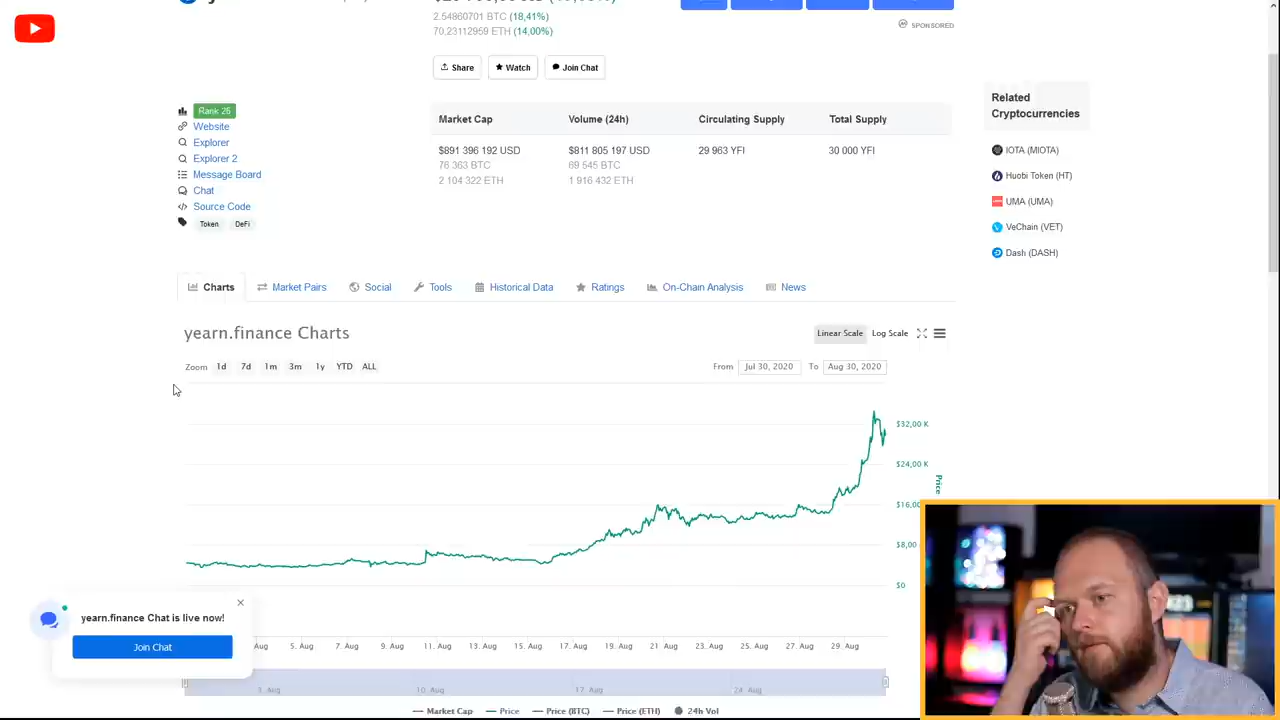 2.54860701 BTC (18,41%)
70,23112959 ETH (14,00%)
SPONSORED
Share
Watch
Join Chat
Rank 26
Website
Explorer
Explorer 2
Message Board
Chat
Source Code
Token DeFi
Market Cap Volume (24h) Circulating Supply Total Supply
$891 396 192 USD $811 805 197 USD 29 963 YFI 30 000 YFI
76 363 BTC 69 545 BTC
2 104 322 ETH 1 916 432 ETH
Related
Cryptocurrencies
IOTA (MIOTA)
Huobi Token (HT)
UMA (UMA)
VeChain (VET)
Dash (DASH)
Charts Market Pairs Social Tools Historical Data Ratings On-Chain Analysis News
yearn.finance Charts
Linear Scale Log Scale
Zoom 1d 7d 1m 3m 1y YTD ALL
From Jul 30, 2020 To Aug 30, 2020
$32,00 K
$24,00 K
$16,00
$8,00
$0
Price
yearn.finance Chat is live now!
Join Chat
Aug 5. Aug 7. Aug 9. Aug 11. Aug 13. Aug 15. Aug 17. Aug 19. Aug 21. Aug 23. Aug 25. Aug 27. Aug 29. Aug
3. Aug 10. Aug 17. Aug 24. Aug
Market Cap Price Price (BTC) Price (ETH) 24h Vol